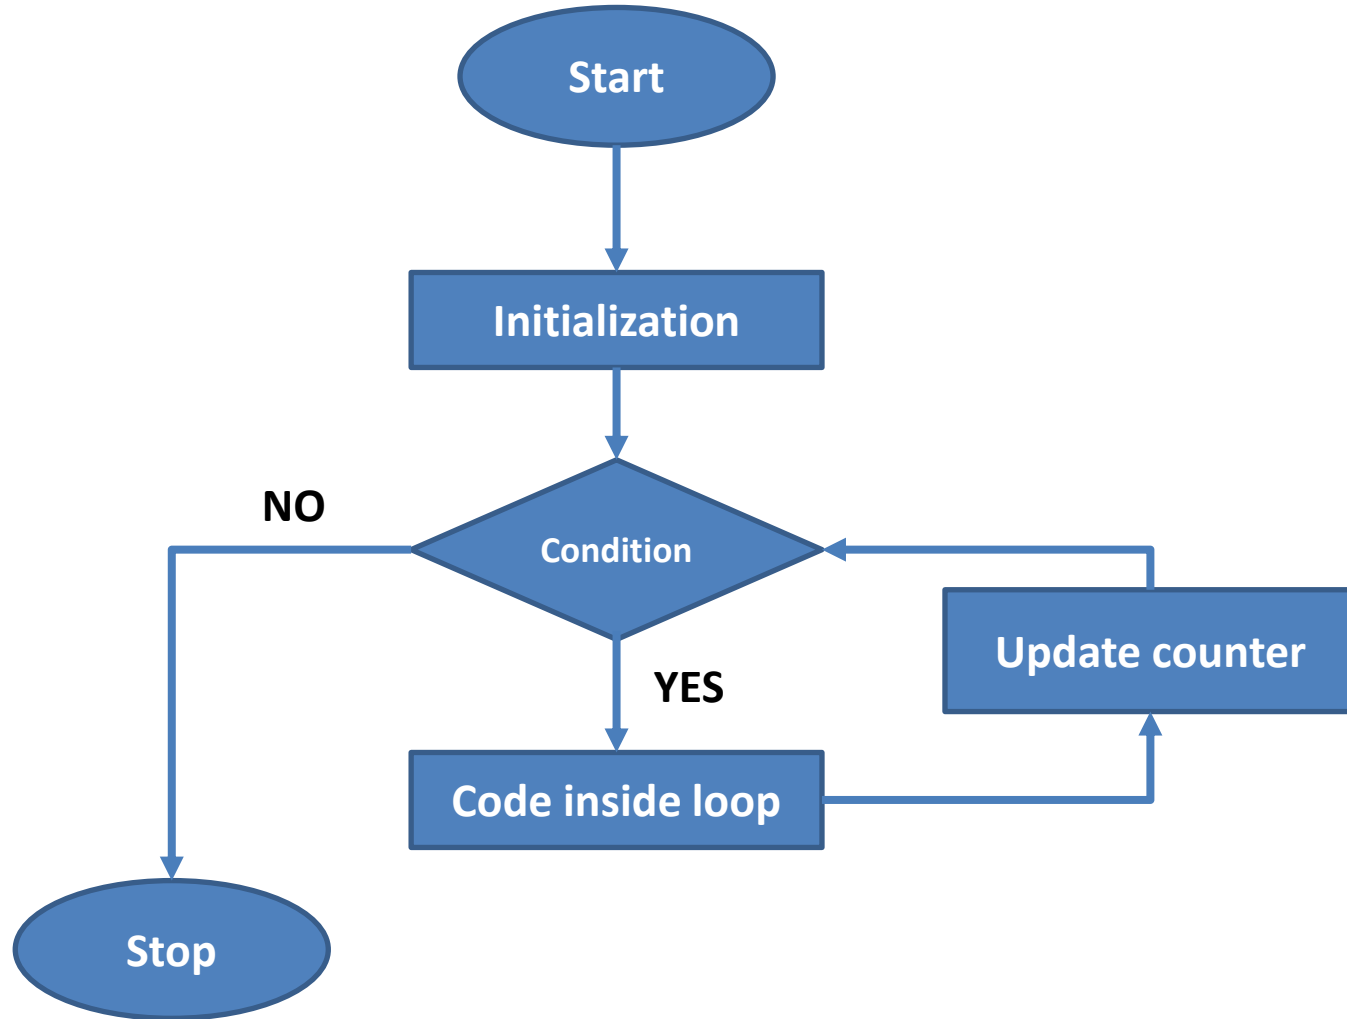 Start
Initialization
NO
Condition
Update counter
YES
Code inside loop
Stop